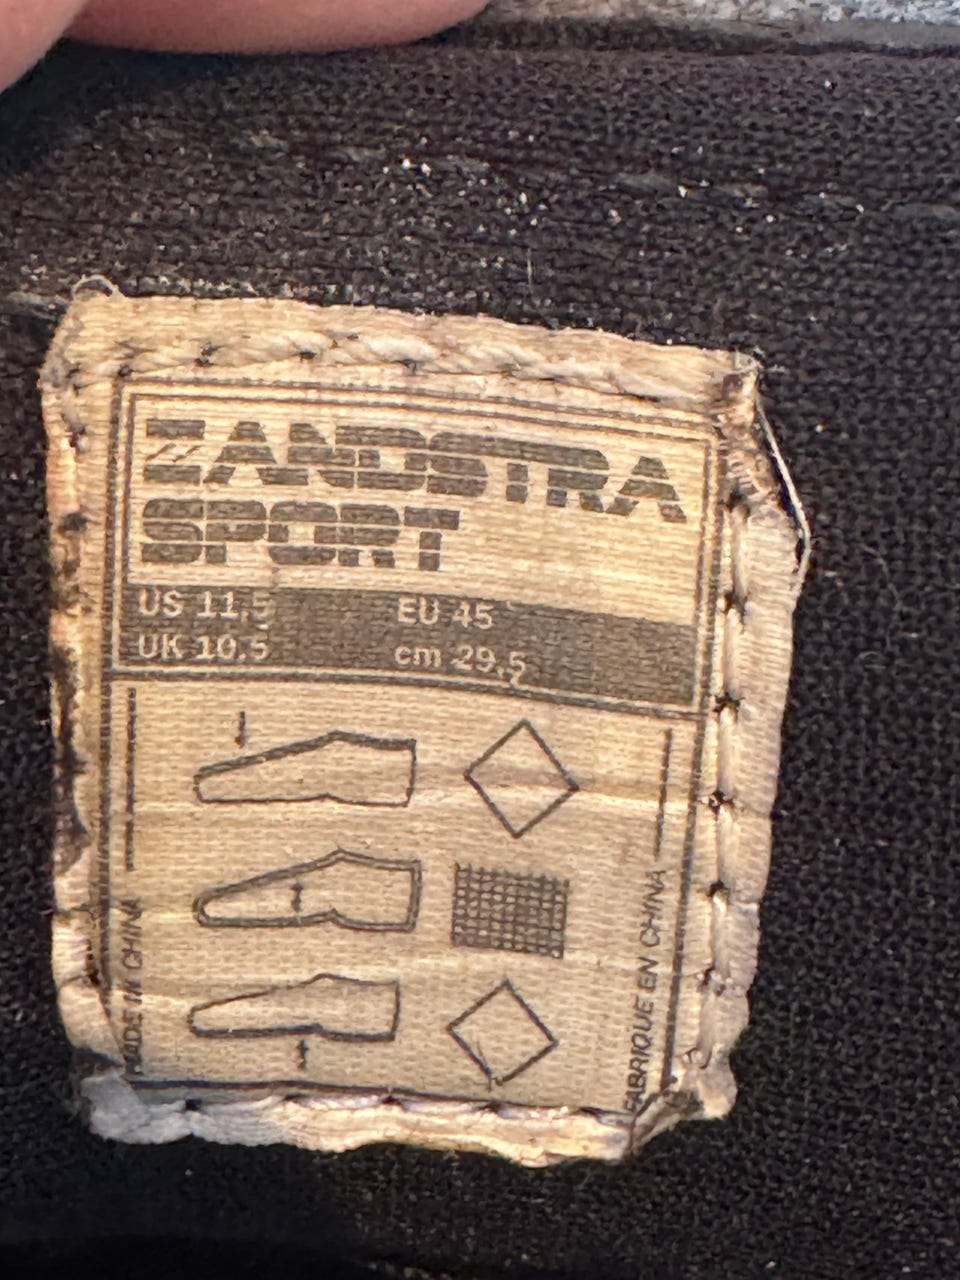 ZANDSTRA
SPORT
US 11,5 EU 45
UK 10,5 cm 29,5
MADE IN CHINA
FABRIQUE EN CHINA